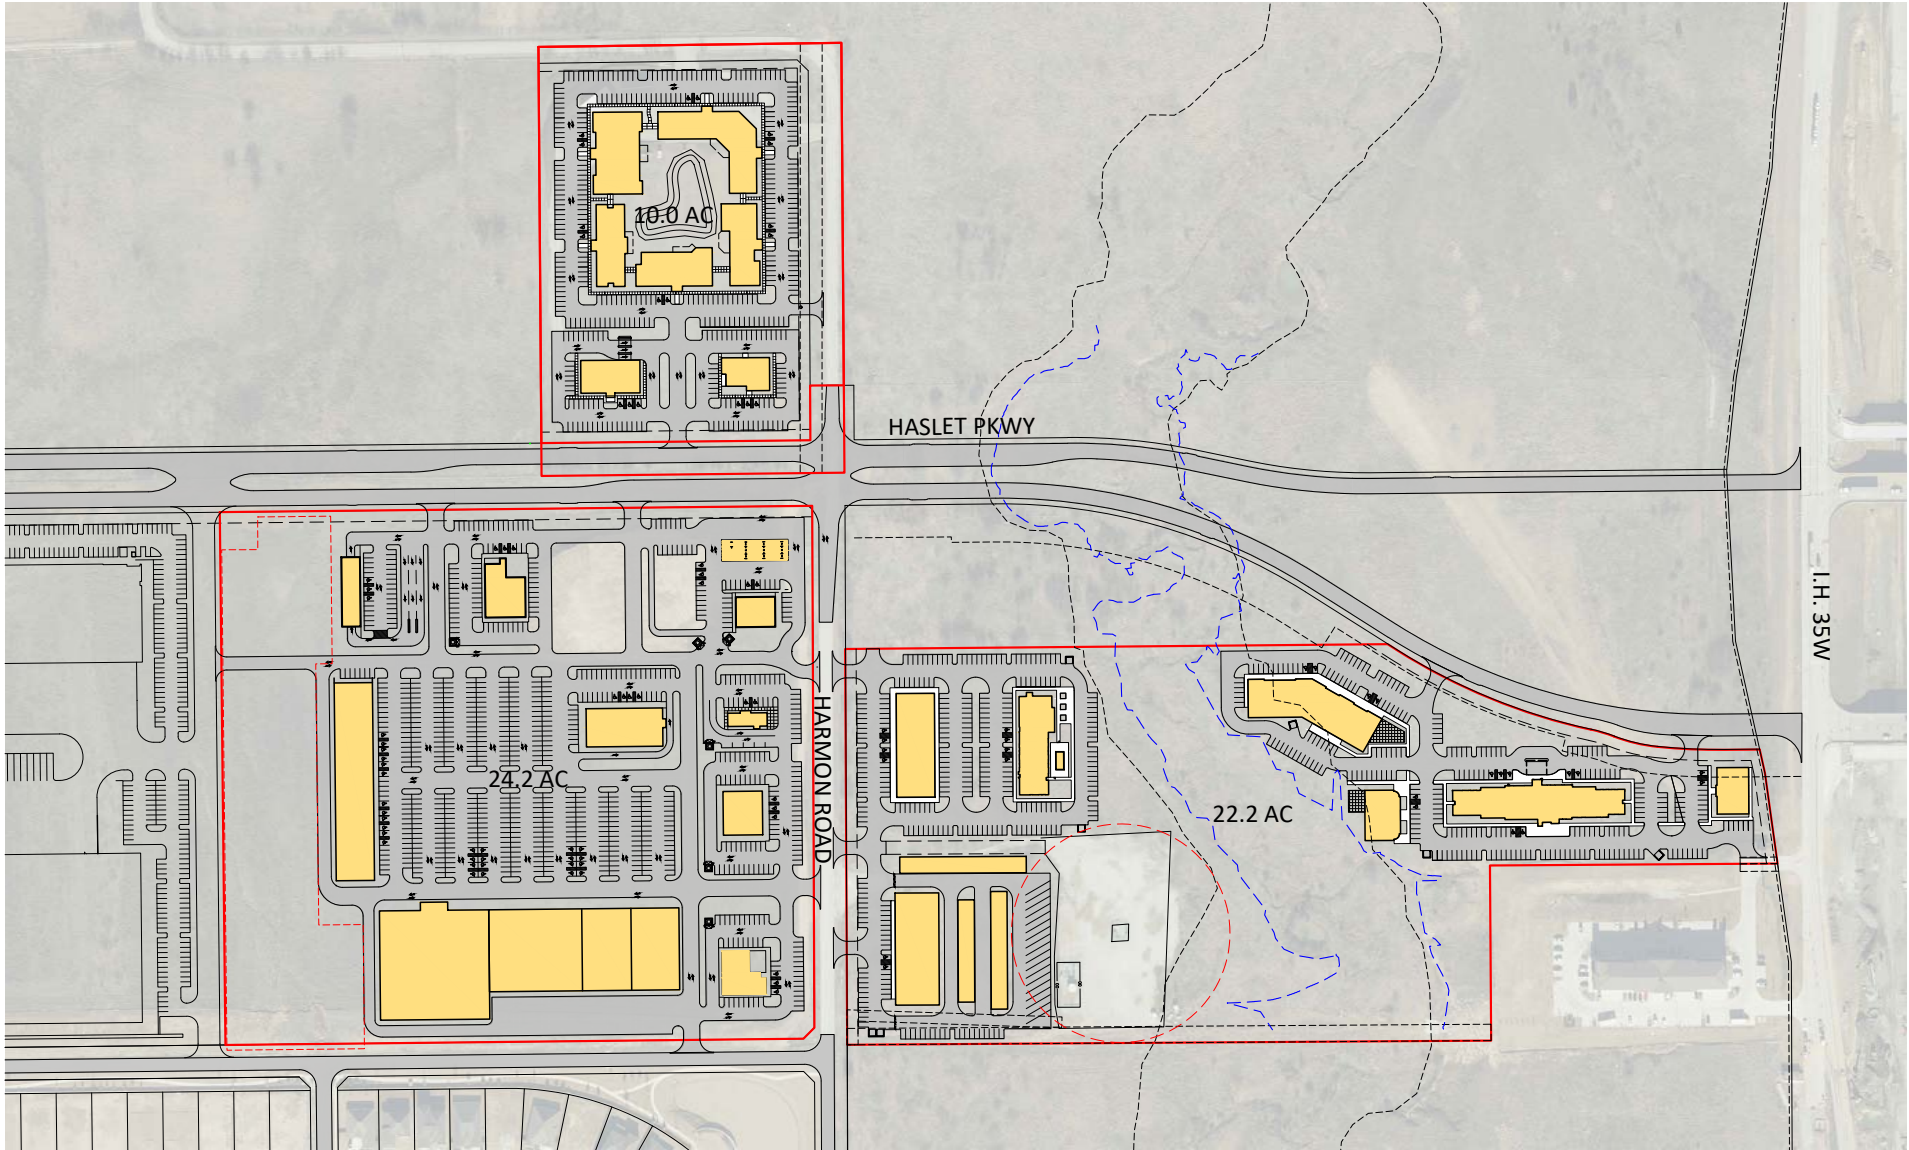 10.0 AC
HASLET PKWY
I.H. 35W
HARMON ROAD
24.2 AC
22.2 AC